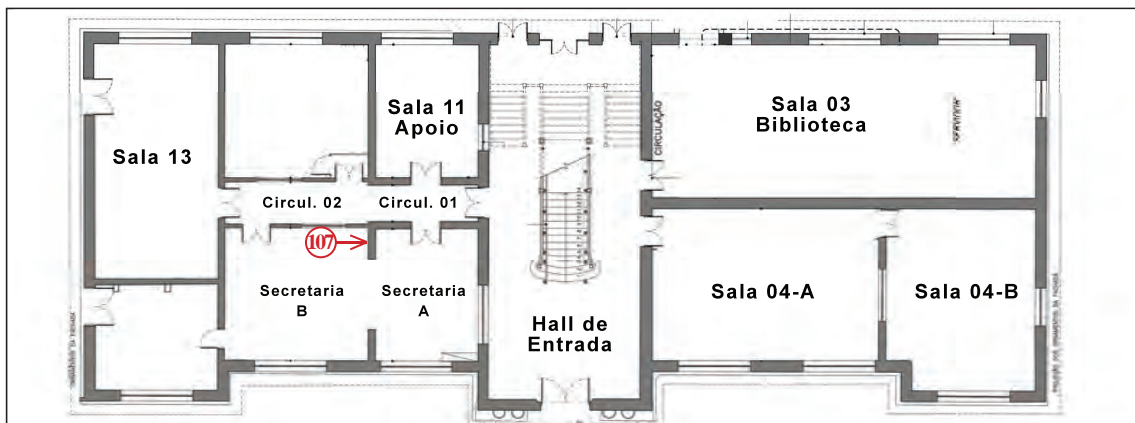 Sala 13
Sala 11
Apoio
Circul. 02
Circul. 01
107
Secretaria
B
Secretaria
A
Hall de
Entrada
CIRCULAÇÃO
Sala 03
Biblioteca
Sala 04-A
Sala 04-B